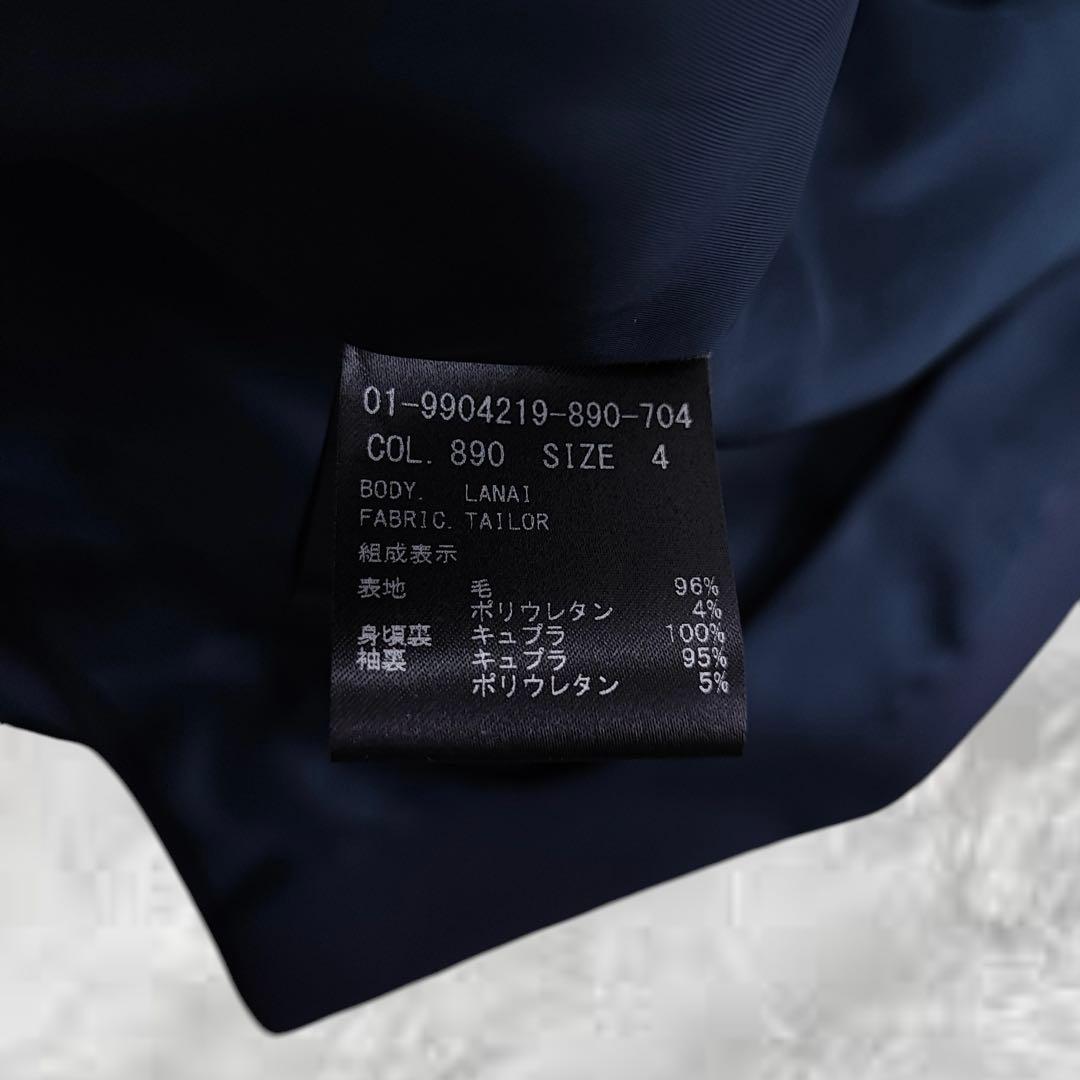 01-9904219-890-704
COL. 890 SIZE 4
BODY. LANAI
FABRIC. TAILOR
組成表示
表地 毛 96%
ポリウレタン 4%
身頃裏 キュプラ 100%
袖裏 キュプラ 95%
ポリウレタン 5%